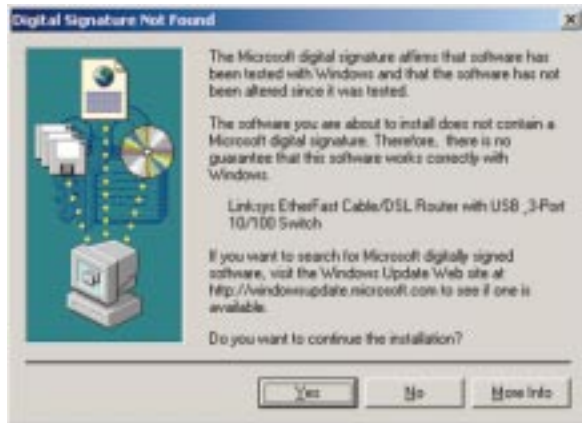 Digital Signature Not Found
The Microsoft digital signature affirms that software has
been tested with Windows and that the software has not
been altered since it was tested.
The software you are about to install does not contain a
Microsoft digital signature. Therefore, there is no
guarantee that this software works correctly with
Windows.
Linksys EtherFast Cable/DSL Router with USB ,3-Port
10/100 Switch
If you want to search for Microsoft digitally signed
software, visit the Windows Update Web site at
http://windowsupdate.microsoft.com to see if one is
available.
Do you want to continue the installation?
Yes
No
More Info